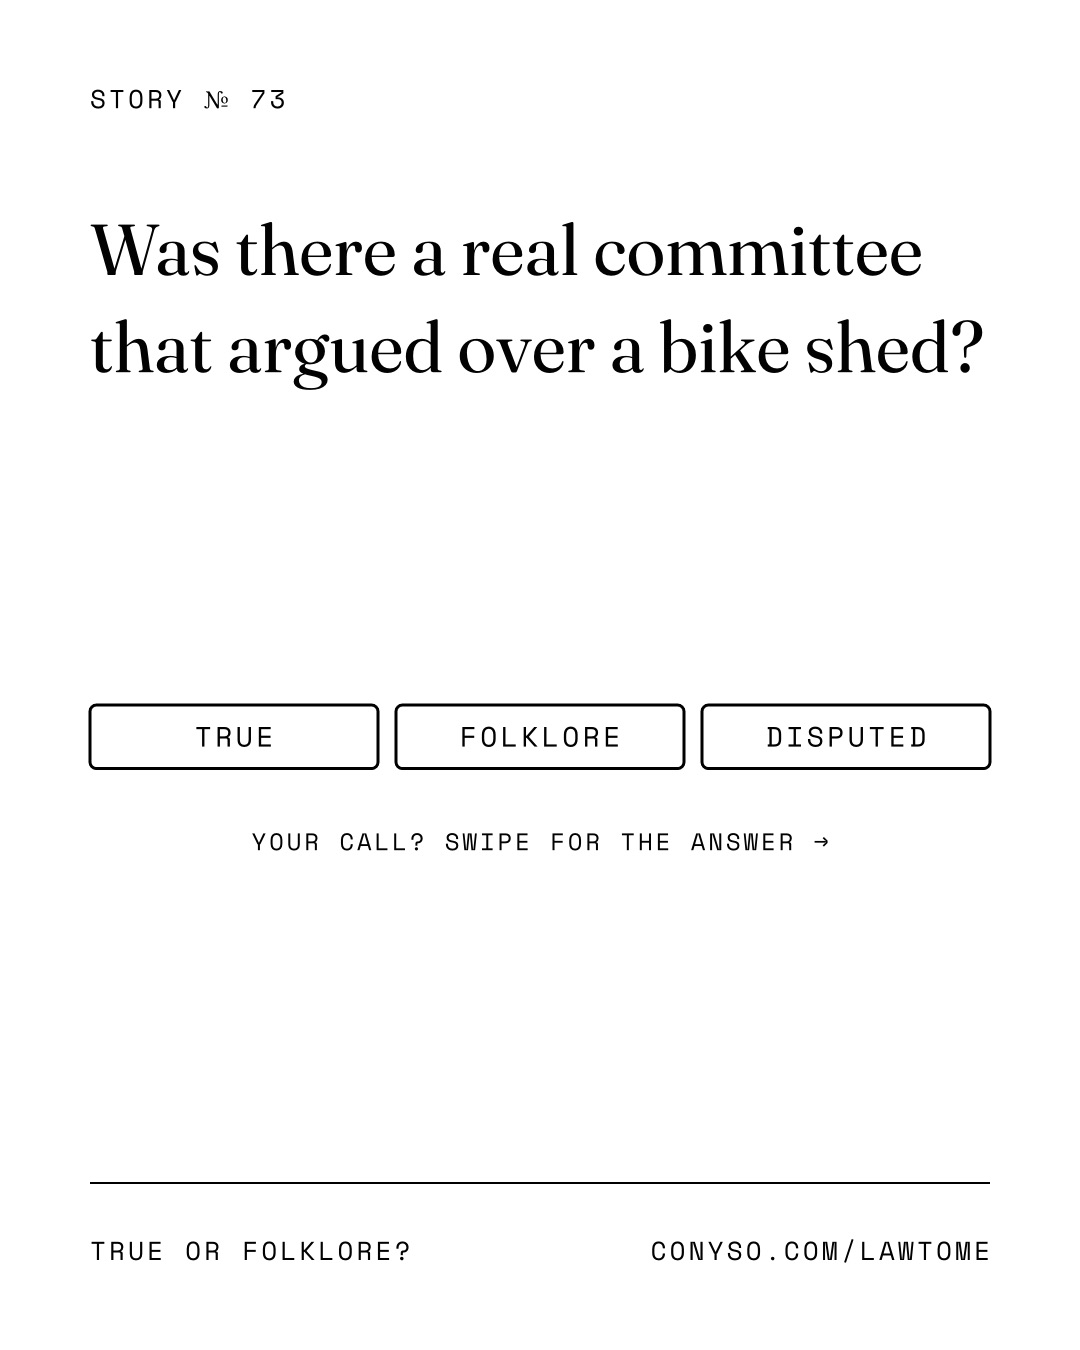 STORY № 73
Was there a real committee
that argued over a bike shed?
TRUE
FOLKLORE
DISPUTED
YOUR CALL? SWIPE FOR THE ANSWER →
TRUE OR FOLKLORE?
CONYSO.COM/LAWTOME